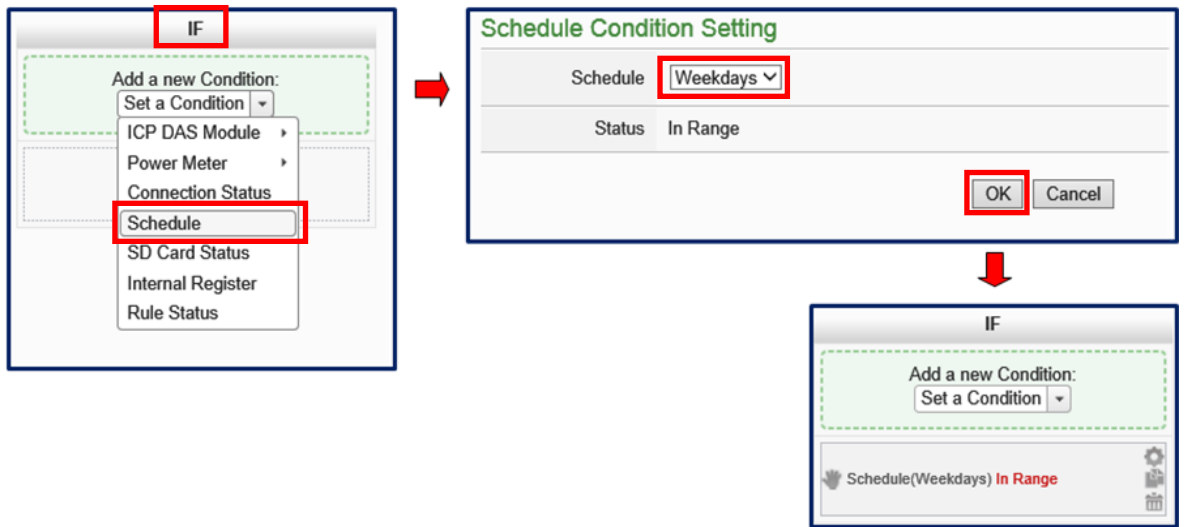 IF
Add a new Condition:
Set a Condition
ICP DAS Module
Power Meter
Connection Status
Schedule
SD Card Status
Internal Register
Rule Status
Schedule Condition Setting
Schedule Weekdays
Status In Range
OK Cancel
IF
Add a new Condition:
Set a Condition
Schedule(Weekdays) In Range